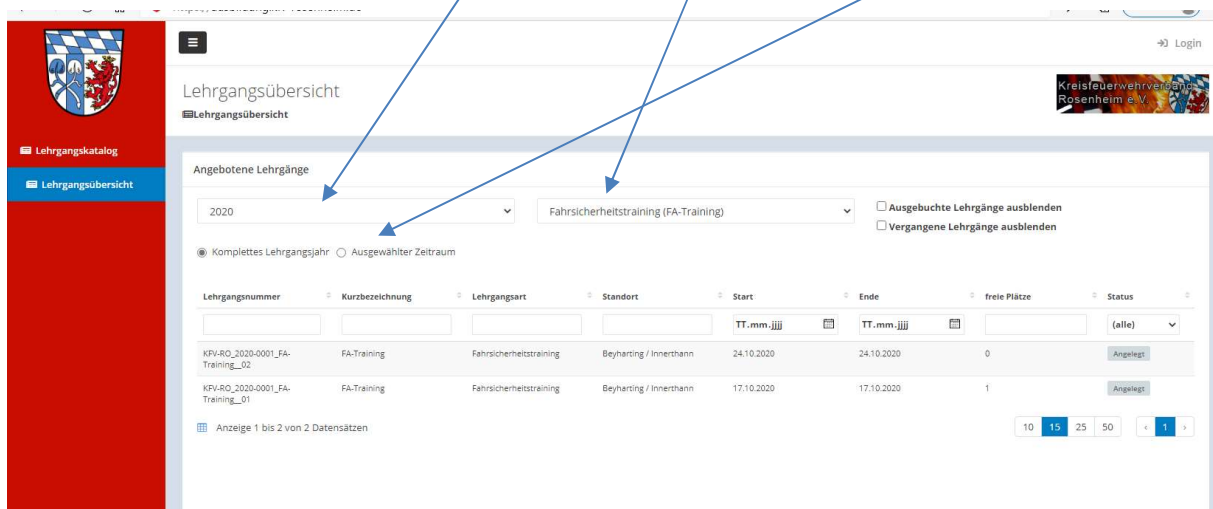 Login
Lehrgangsübersicht
Lehrgangsübersicht
Kreisfeuerwehrverband
Rosenheim e.V.
Lehrgangskatalog
Lehrgangsübersicht
Angebotene Lehrgänge
2020
Fahrsicherheitstraining (FA-Training)
Ausgebuchte Lehrgänge ausblenden
Vergangene Lehrgänge ausblenden
Komplettes Lehrgangsjahr Ausgewählter Zeitraum
Lehrgangsnummer Kurzbezeichnung Lehrgangsart Standort Start Ende freie Plätze Status
TT.mm.jjjj TT.mm.jjjj (alle)
KFV-RO_2020-0001_FA-Training__02 FA-Training Fahrsicherheitstraining Beyharting / Innerthann 24.10.2020 24.10.2020 0 Angelegt
KFV-RO_2020-0001_FA-Training__01 FA-Training Fahrsicherheitstraining Beyharting / Innerthann 17.10.2020 17.10.2020 1 Angelegt
Anzeige 1 bis 2 von 2 Datensätzen
10 15 25 50 ‹ 1 ›